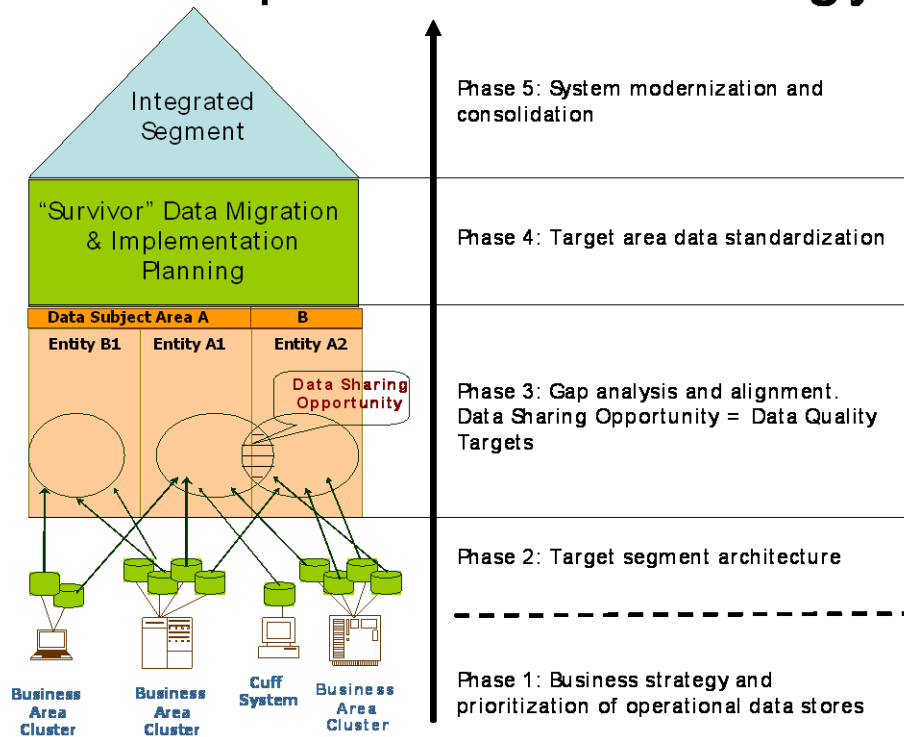 Integrated
Segment
Phase 5: System modernization and
consolidation
“Survivor” Data Migration
& Implementation
Planning
Phase 4: Target area data standardization
Data Subject Area A
B
Entity B1
Entity A1
Entity A2
Data Sharing
Opportunity
Phase 3: Gap analysis and alignment.
Data Sharing Opportunity = Data Quality
Targets
Phase 2: Target segment architecture
Phase 1: Business strategy and
prioritization of operational data stores
Business
Area
Cluster
Business
Area
Cluster
Cuff
System
Business
Area
Cluster